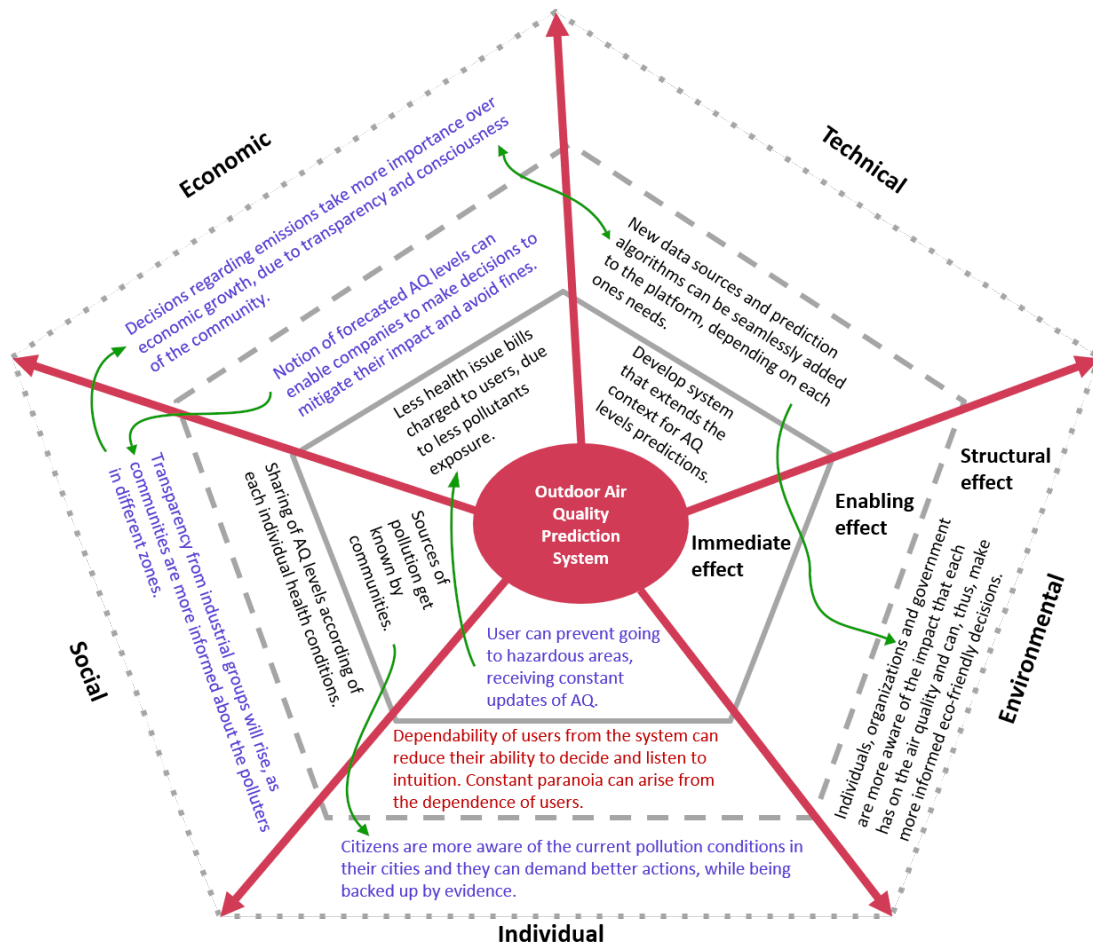 Economic
Technical
Environmental
Individual
Social
Decisions regarding emissions take more importance over
economic growth, due to transparency and consciousness
of the community.
Notion of forecasted AQ levels can
enable companies to make decisions to
mitigate their impact and avoid fines.
Less health issue bills
charged to users, due
to less pollutants
exposure.
New data sources and prediction
algorithms can be seamlessly added
to the platform, depending on each
ones needs.
Develop system
that extends the
context for AQ
levels predictions.
Outdoor Air
Quality
Prediction
System
Immediate
effect
Enabling
effect
Structural
effect
Individuals, organizations and government
are more aware of the impact that each
has on the air quality and can, thus, make
more informed eco-friendly decisions.
Transparency from industrial groups will rise, as
communities are more informed about the polluters
in different zones.
Sharing of AQ levels according of
each individual health conditions.
Sources of
pollution get
known by
communities.
User can prevent going
to hazardous areas,
receiving constant
updates of AQ.
Dependability of users from the system can
reduce their ability to decide and listen to
intuition. Constant paranoia can arise from
the dependence of users.
Citizens are more aware of the current pollution conditions in
their cities and they can demand better actions, while being
backed up by evidence.